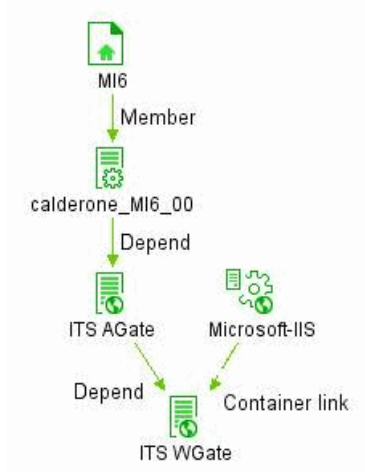 MI6
Member
calderone_MI6_00
Depend
ITS AGate
Microsoft-IIS
Depend
Container link
ITS WGate